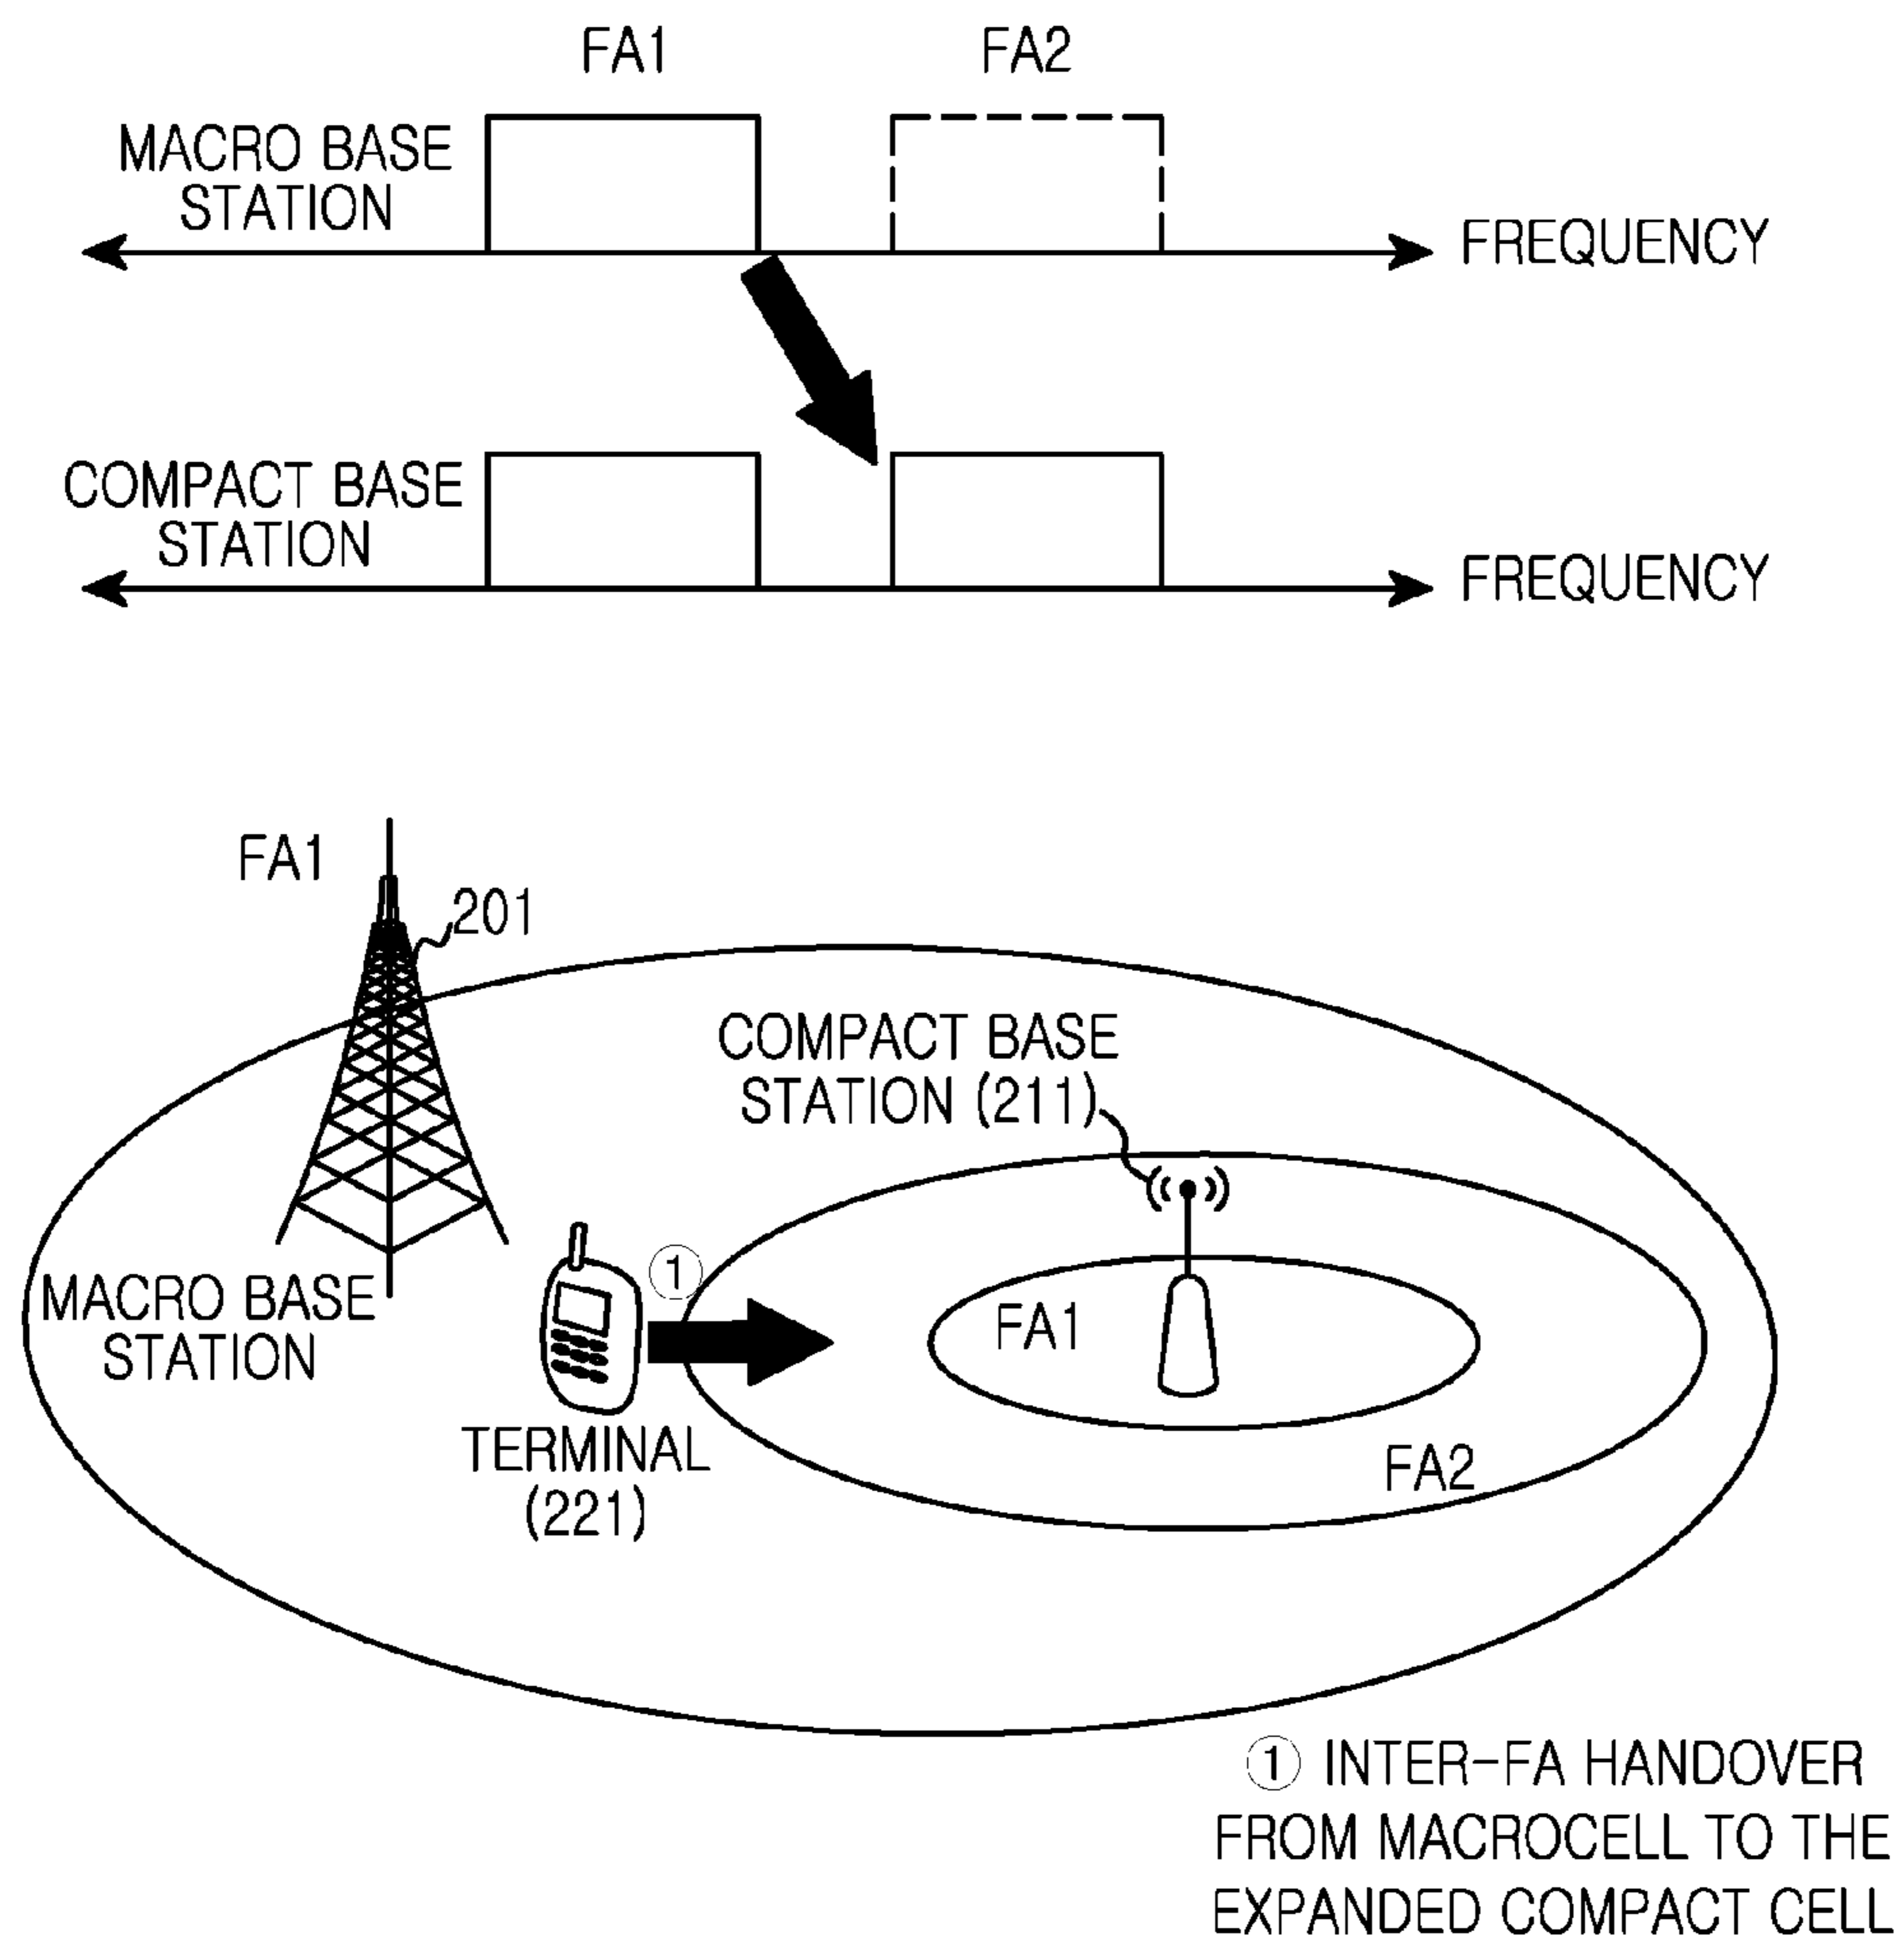 FA1 FA2
MACRO BASE
STATION
FREQUENCY
COMPACT BASE
STATION
FREQUENCY
FA1
201
COMPACT BASE
STATION (211)
1
MACRO BASE
STATION
FA1
TERMINAL
(221)
FA2
1 INTER-FA HANDOVER
FROM MACROCELL TO THE
EXPANDED COMPACT CELL